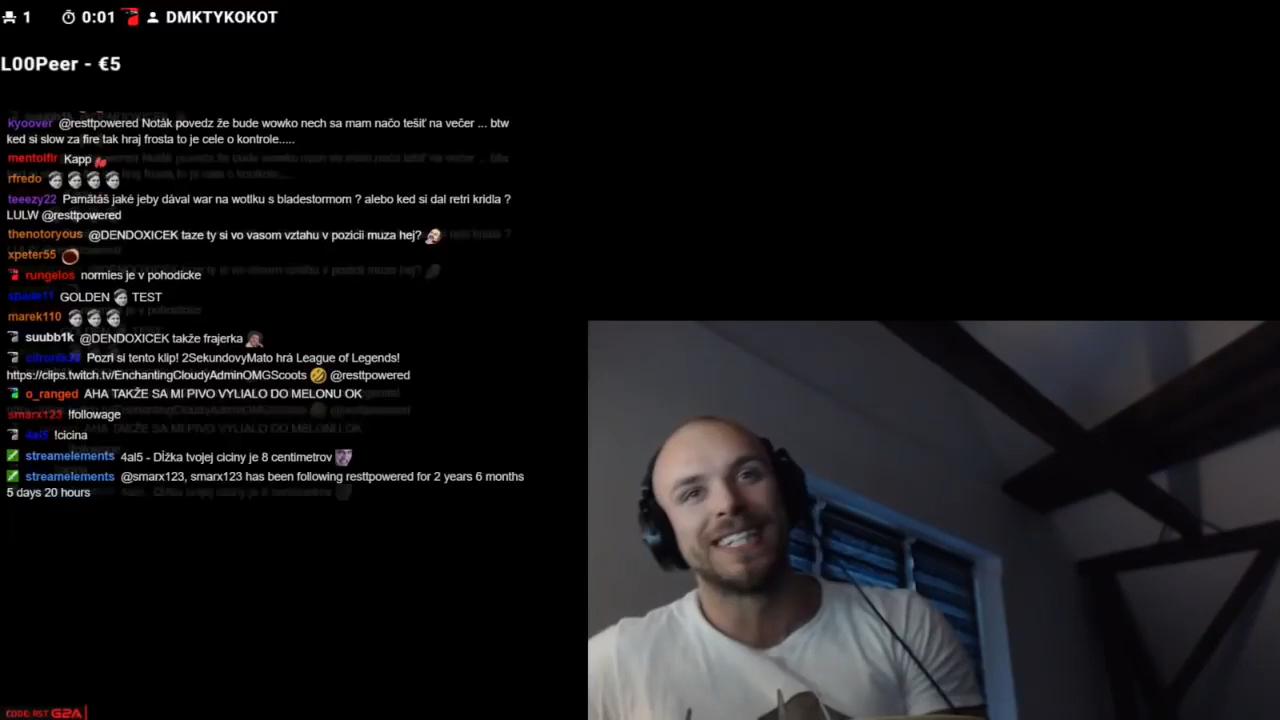 1 0:01 DMKTYKOKOT
L00Peer - €5
kyoover @resttpowered Noták povedz že bude wowko nech sa mam načo tešiť na večer ... btw
ked si slow za fire tak hraj frosta to je cele o kontrole.....
mentolfir Kapp
rfredo
teeezy22 Pamätáš jaké jeby dával war na wotlku s bladestormom ? alebo ked si dal retri kridla ?
LULW @resttpowered
thenotoryous @DENDOXICEK taze ty si vo vasom vztahu v pozicii muza hej?
xpeter55
rungelos normies je v pohodicke
spade11 GOLDEN TEST
marek110
suubb1k @DENDOXICEK takže frajerka
Pozri si tento klip! 2SekundovyMato hrá League of Legends!
https://clips.twitch.tv/EnchantingCloudyAdminOMGScoots @resttpowered
o_ranged AHA TAKŽE SA MI PIVO VYLIALO DO MELONU OK
smarx123 !followage
4al5 !cicina
streamelements 4al5 - Dĺžka tvojej ciciny je 8 centimetrov
streamelements @smarx123, smarx123 has been following resttpowered for 2 years 6 months
5 days 20 hours
CODE: RST G2A